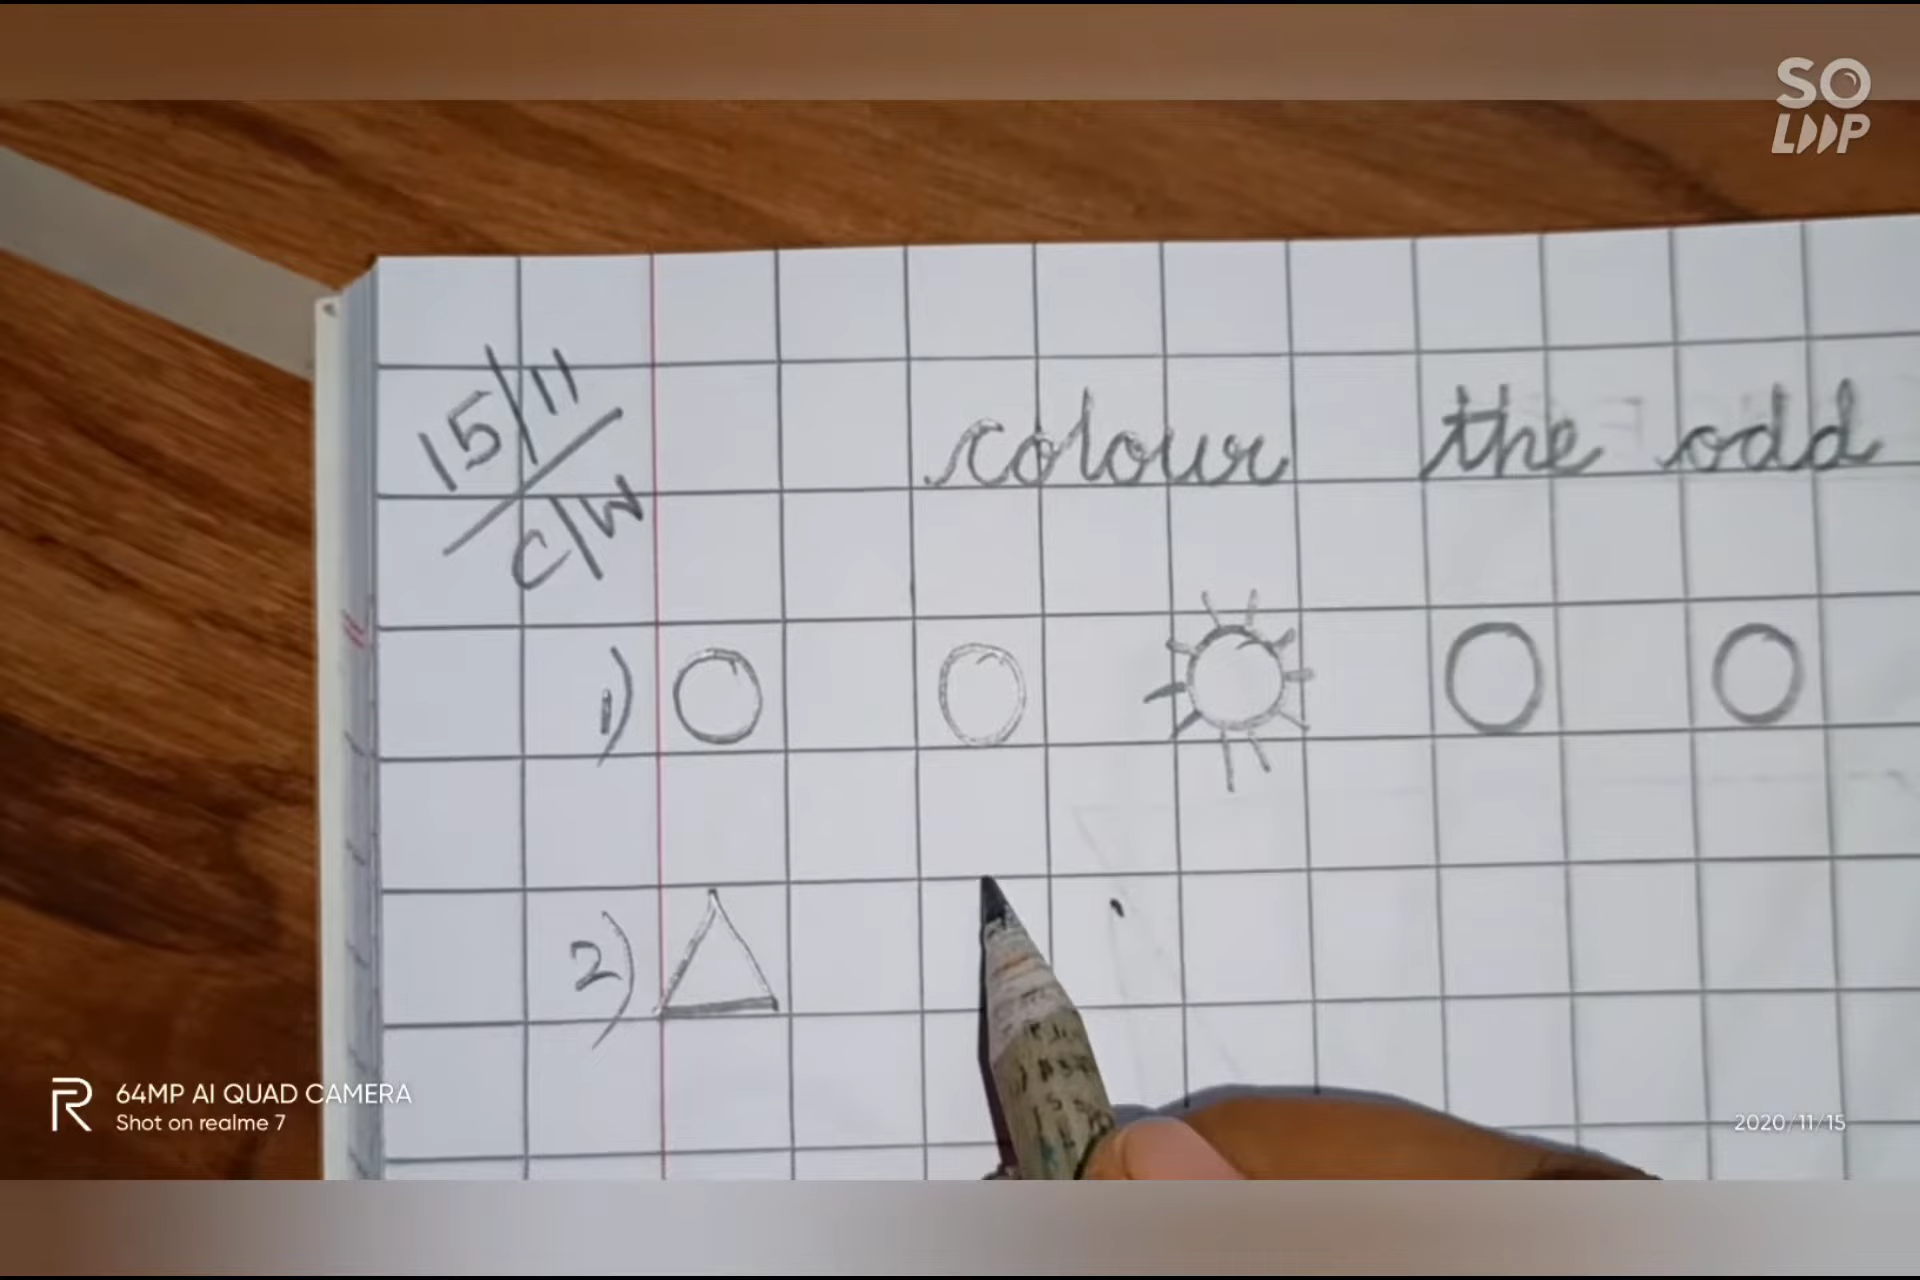 SO
LOOP
15/11
C/W
colour the odd
1)
2)
64MP AI QUAD CAMERA
Shot on realme 7
2020/11/15